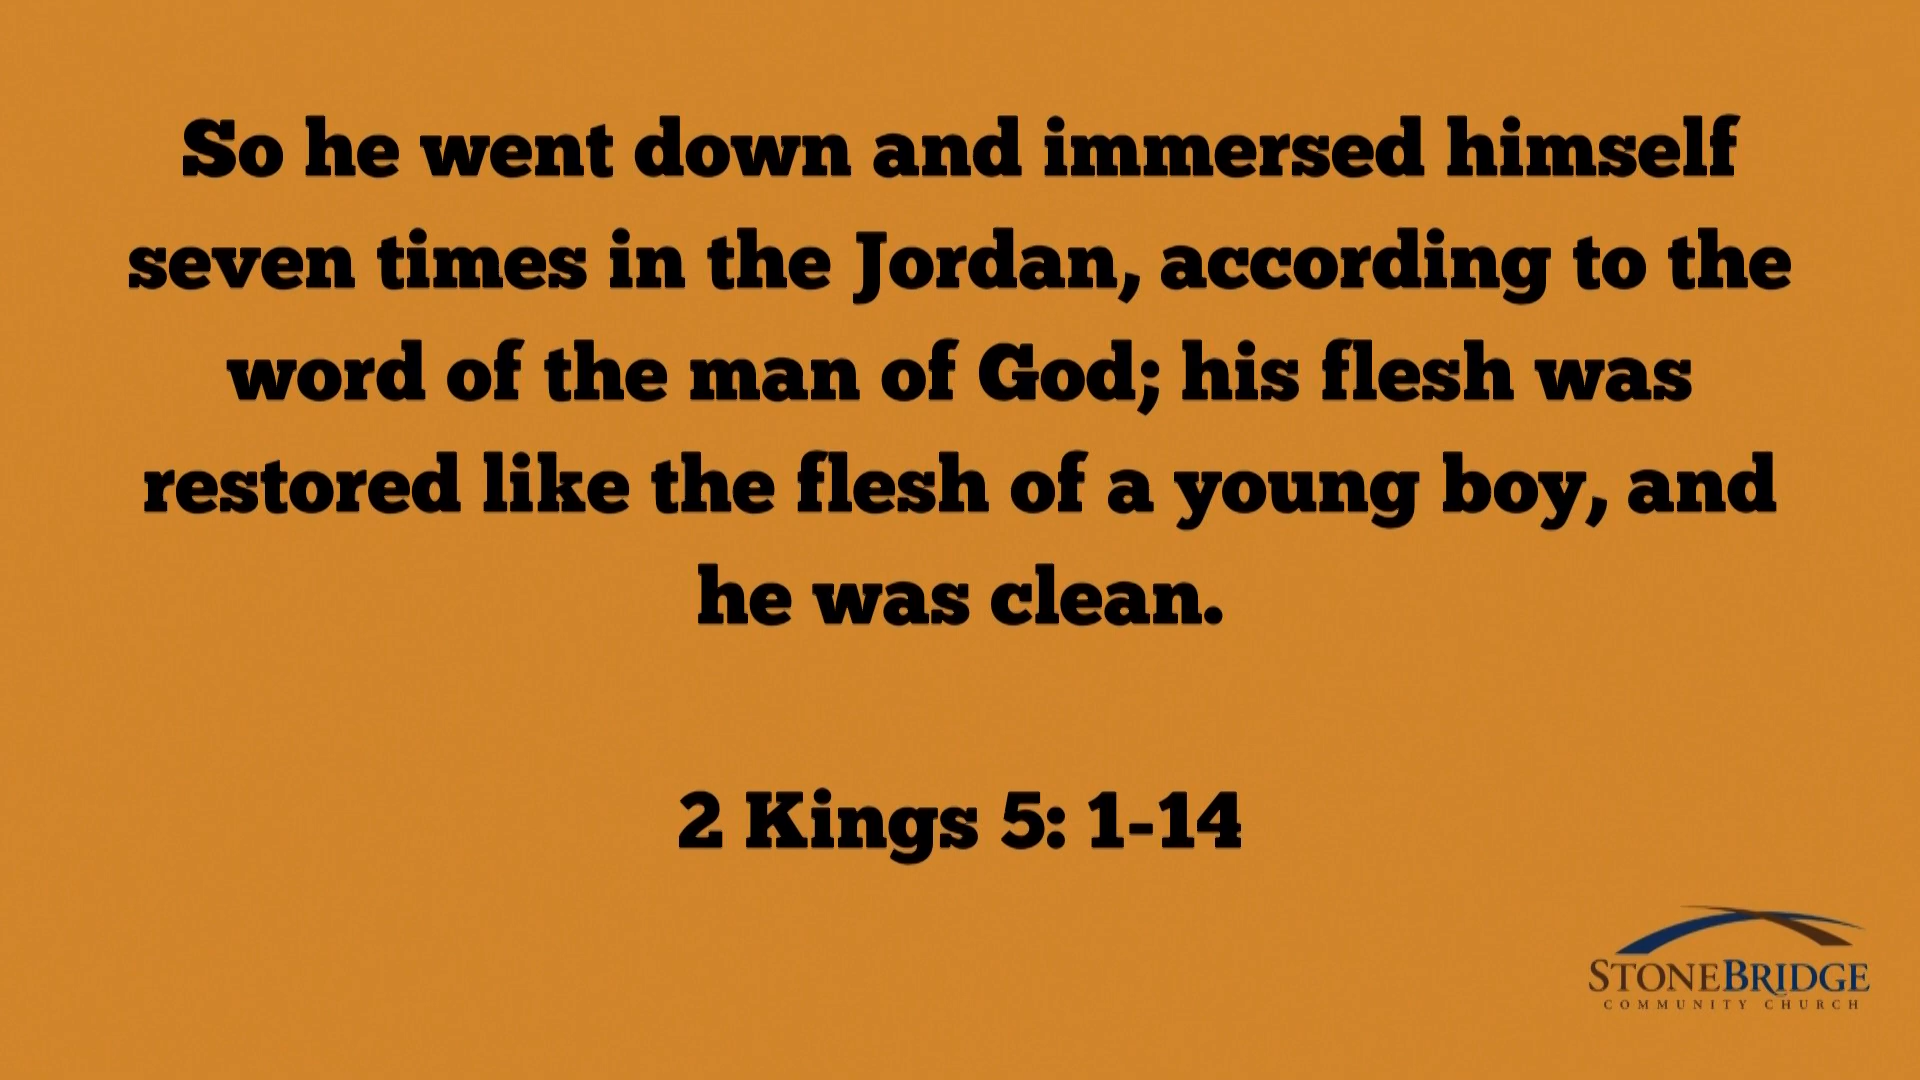 So he went down and immersed himself
seven times in the Jordan, according to the
word of the man of God; his flesh was
restored like the flesh of a young boy, and
he was clean.
2 Kings 5: 1-14
STONEBRIDGE
COMMUNITY CHURCH